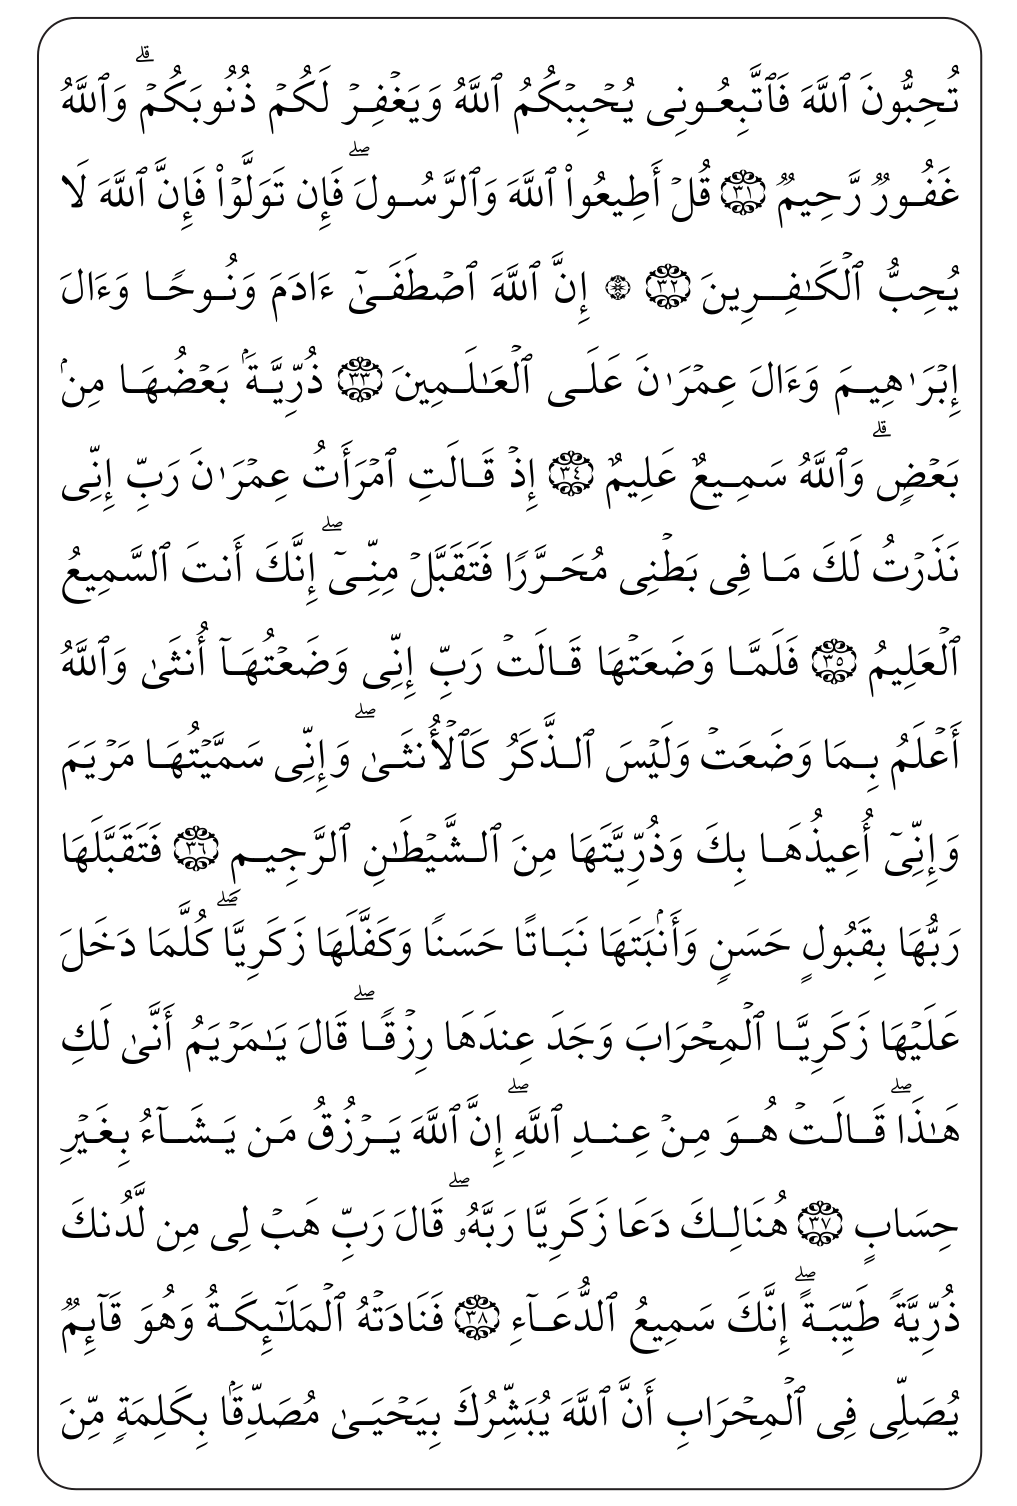 تُحِبُّونَ ٱللَّهَ فَٱتَّبِعُونِى يُحۡبِبۡكُمُ ٱللَّهُ وَيَغۡفِرۡ لَكُمۡ ذُنُوبَكُمۡۗ وَٱللَّهُ
غَفُورٌ رَّحِيمٌ ٣١ قُلۡ أَطِيعُوا۟ ٱللَّهَ وَٱلرَّسُولَۖ فَإِن تَوَلَّوۡا۟ فَإِنَّ ٱللَّهَ لَا
يُحِبُّ ٱلۡكَـٰفِرِينَ ٣٢ ۞ إِنَّ ٱللَّهَ ٱصۡطَفَىٰٓ ءَادَمَ وَنُوحًا وَءَالَ
إِبۡرَٰهِيمَ وَءَالَ عِمۡرَٰنَ عَلَى ٱلۡعَـٰلَمِينَ ٣٣ ذُرِّيَّةَۢ بَعۡضُهَا مِنۢ
بَعۡضٍۗ وَٱللَّهُ سَمِيعٌ عَلِيمٌ ٣٤ إِذۡ قَالَتِ ٱمۡرَأَتُ عِمۡرَٰنَ رَبِّ إِنِّى
نَذَرۡتُ لَكَ مَا فِى بَطۡنِى مُحَرَّرًا فَتَقَبَّلۡ مِنِّىٓۖ إِنَّكَ أَنتَ ٱلسَّمِيعُ
ٱلۡعَلِيمُ ٣٥ فَلَمَّا وَضَعَتۡهَا قَالَتۡ رَبِّ إِنِّى وَضَعۡتُهَآ أُنثَىٰ وَٱللَّهُ
أَعۡلَمُ بِمَا وَضَعَتۡ وَلَيۡسَ ٱلذَّكَرُ كَٱلۡأُنثَىٰۖ وَإِنِّى سَمَّيۡتُهَا مَرۡيَمَ
وَإِنِّىٓ أُعِيذُهَا بِكَ وَذُرِّيَّتَهَا مِنَ ٱلشَّيۡطَـٰنِ ٱلرَّجِيمِ ٣٦ فَتَقَبَّلَهَا
رَبُّهَا بِقَبُولٍ حَسَنٍ وَأَنۢبَتَهَا نَبَاتًا حَسَنًا وَكَفَّلَهَا زَكَرِيَّاۖ كُلَّمَا دَخَلَ
عَلَيۡهَا زَكَرِيَّا ٱلۡمِحۡرَابَ وَجَدَ عِندَهَا رِزۡقًاۖ قَالَ يَـٰمَرۡيَمُ أَنَّىٰ لَكِ
هَـٰذَاۖ قَالَتۡ هُوَ مِنۡ عِندِ ٱللَّهِۖ إِنَّ ٱللَّهَ يَرۡزُقُ مَن يَشَآءُ بِغَيۡرِ
حِسَابٍ ٣٧ هُنَالِكَ دَعَا زَكَرِيَّا رَبَّهُۥۖ قَالَ رَبِّ هَبۡ لِى مِن لَّدُنكَ
ذُرِّيَّةً طَيِّبَةًۖ إِنَّكَ سَمِيعُ ٱلدُّعَآءِ ٣٨ فَنَادَتۡهُ ٱلۡمَلَـٰٓئِكَةُ وَهُوَ قَآئِمٌ
يُصَلِّى فِى ٱلۡمِحۡرَابِ أَنَّ ٱللَّهَ يُبَشِّرُكَ بِيَحۡيَىٰ مُصَدِّقَۢا بِكَلِمَةٍ مِّنَ